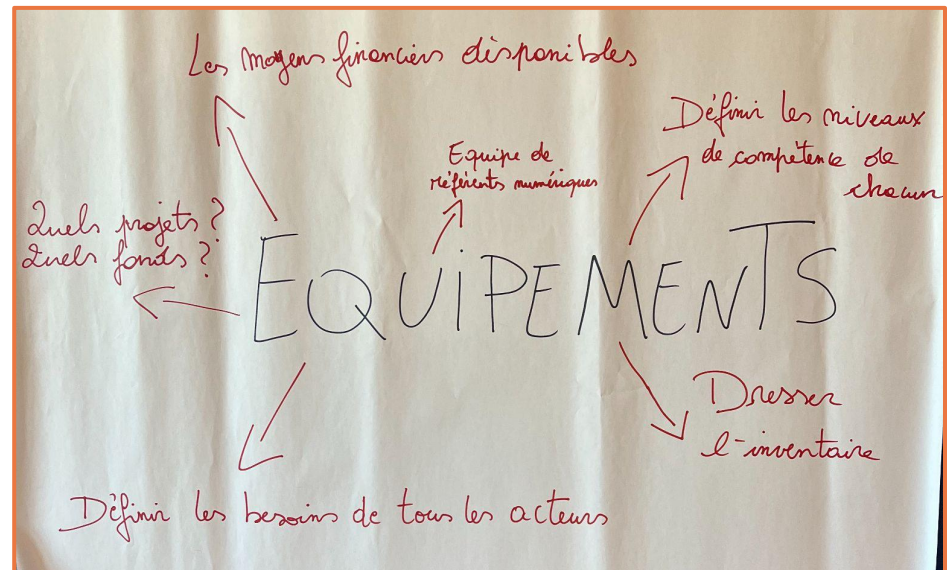 Les moyens financiers disponibles
Définir les niveaux
de compétence de
chacun
Equipe de
référents numériques
Quels projets ?
Quels fonds ?
EQUiPEMENTS
Dresser
l'inventaire
Définir les besoins de tous les acteurs